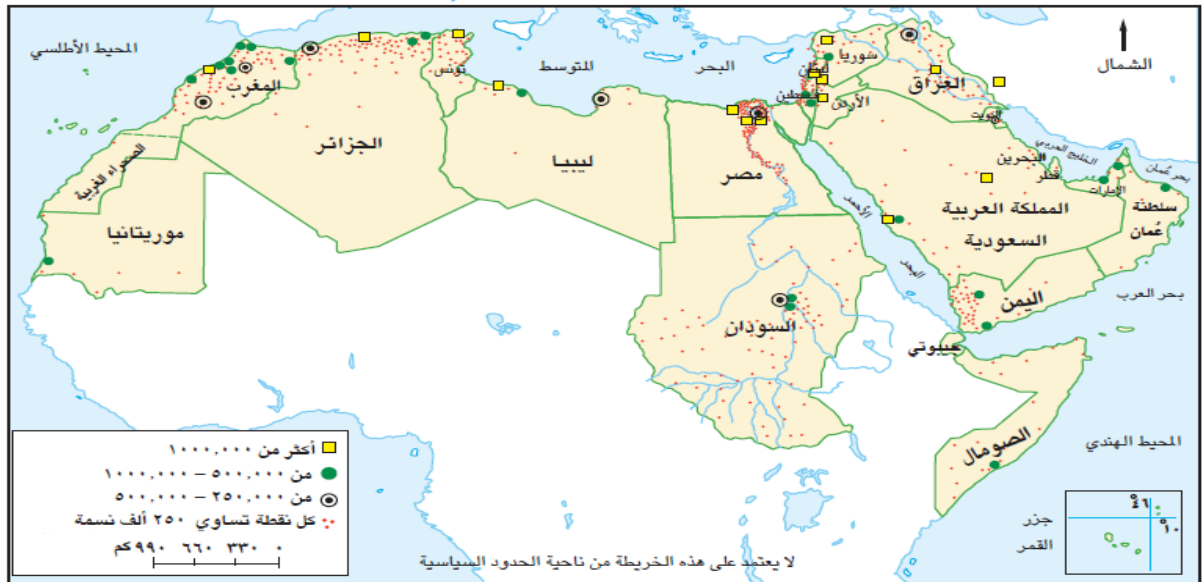 المحيط الأطلسي
البحر
المتوسط
الشمال
تونس
المغرب
الجزائر
ليبيا
مصر
الصحراء الغربية
موريتانيا
السودان
سوريا
لبنان
فلسطين
الأردن
العراق
الكويت
الخليج العربي
البحرين
قطر
الإمارات
بحر عُمان
سلطنة
عُمان
المملكة العربية
السعودية
البحر
الأحمر
اليمن
بحر العرب
جيبوتي
الصومال
المحيط الهندي
جزر
القمر
أكثر من ١٠٠٠,٠٠٠
من ٥٠٠,٠٠٠ – ١٠٠٠,٠٠٠
من ٢٥٠,٠٠٠ – ٥٠٠,٠٠٠
كل نقطة تساوي ٢٥٠ ألف نسمة
٠ ٣٣٠ ٦٦٠ ٩٩٠ كم
لا يعتمد على هذه الخريطة من ناحية الحدود السياسية